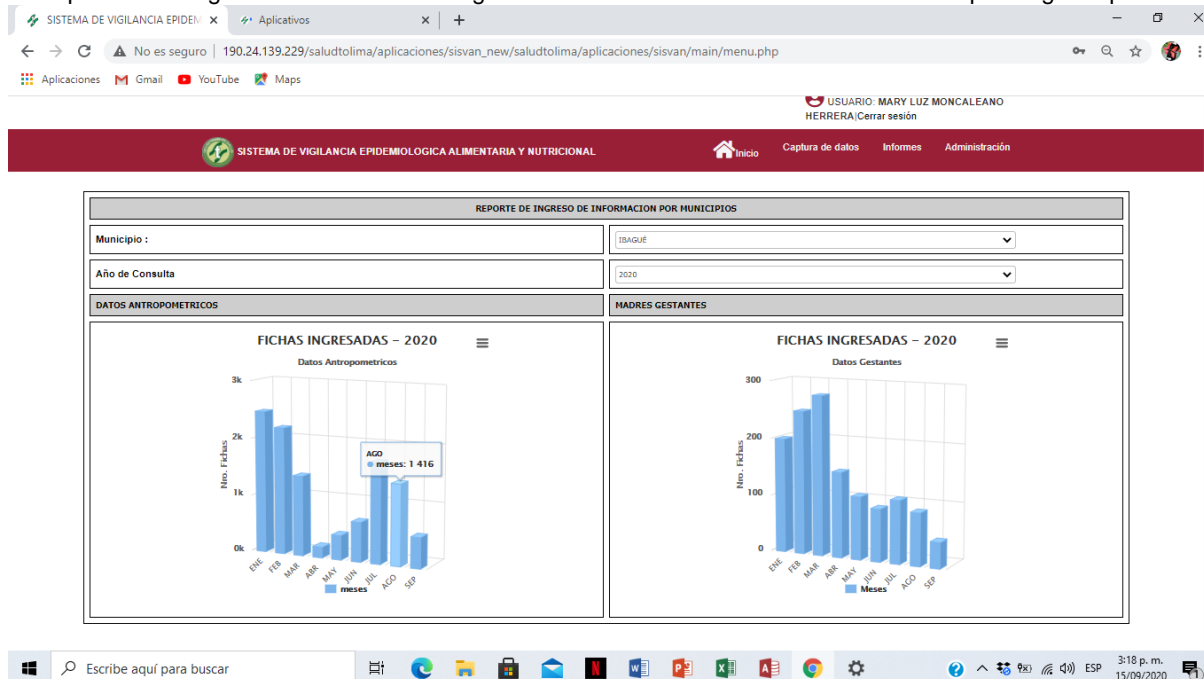 SISTEMA DE VIGILANCIA EPIDEM
Aplicativos
No es seguro | 190.24.139.229/saludtolima/aplicaciones/sisvan_new/saludtolima/aplicaciones/sisvan/main/menu.php
Aplicaciones Gmail YouTube Maps
USUARIO: MARY LUZ MONCALEANO
HERRERA|Cerrar sesión
SISTEMA DE VIGILANCIA EPIDEMIOLOGICA ALIMENTARIA Y NUTRICIONAL
Inicio Captura de datos Informes Administración
REPORTE DE INGRESO DE INFORMACION POR MUNICIPIOS
Municipio :
IBAGUÉ
Año de Consulta
2020
DATOS ANTROPOMETRICOS
MADRES GESTANTES
FICHAS INGRESADAS - 2020
Datos Antropometricos
3k
2k
1k
0k
Nro. Fichas
AGO
meses: 1 416
ENE FEB MAR ABR MAY JUN JUL AGO SEP
meses
FICHAS INGRESADAS - 2020
Datos Gestantes
300
200
100
0
Nro. Fichas
ENE FEB MAR ABR MAY JUN JUL AGO SEP
Meses
Escribe aquí para buscar
ESP
3:18 p. m.
15/09/2020